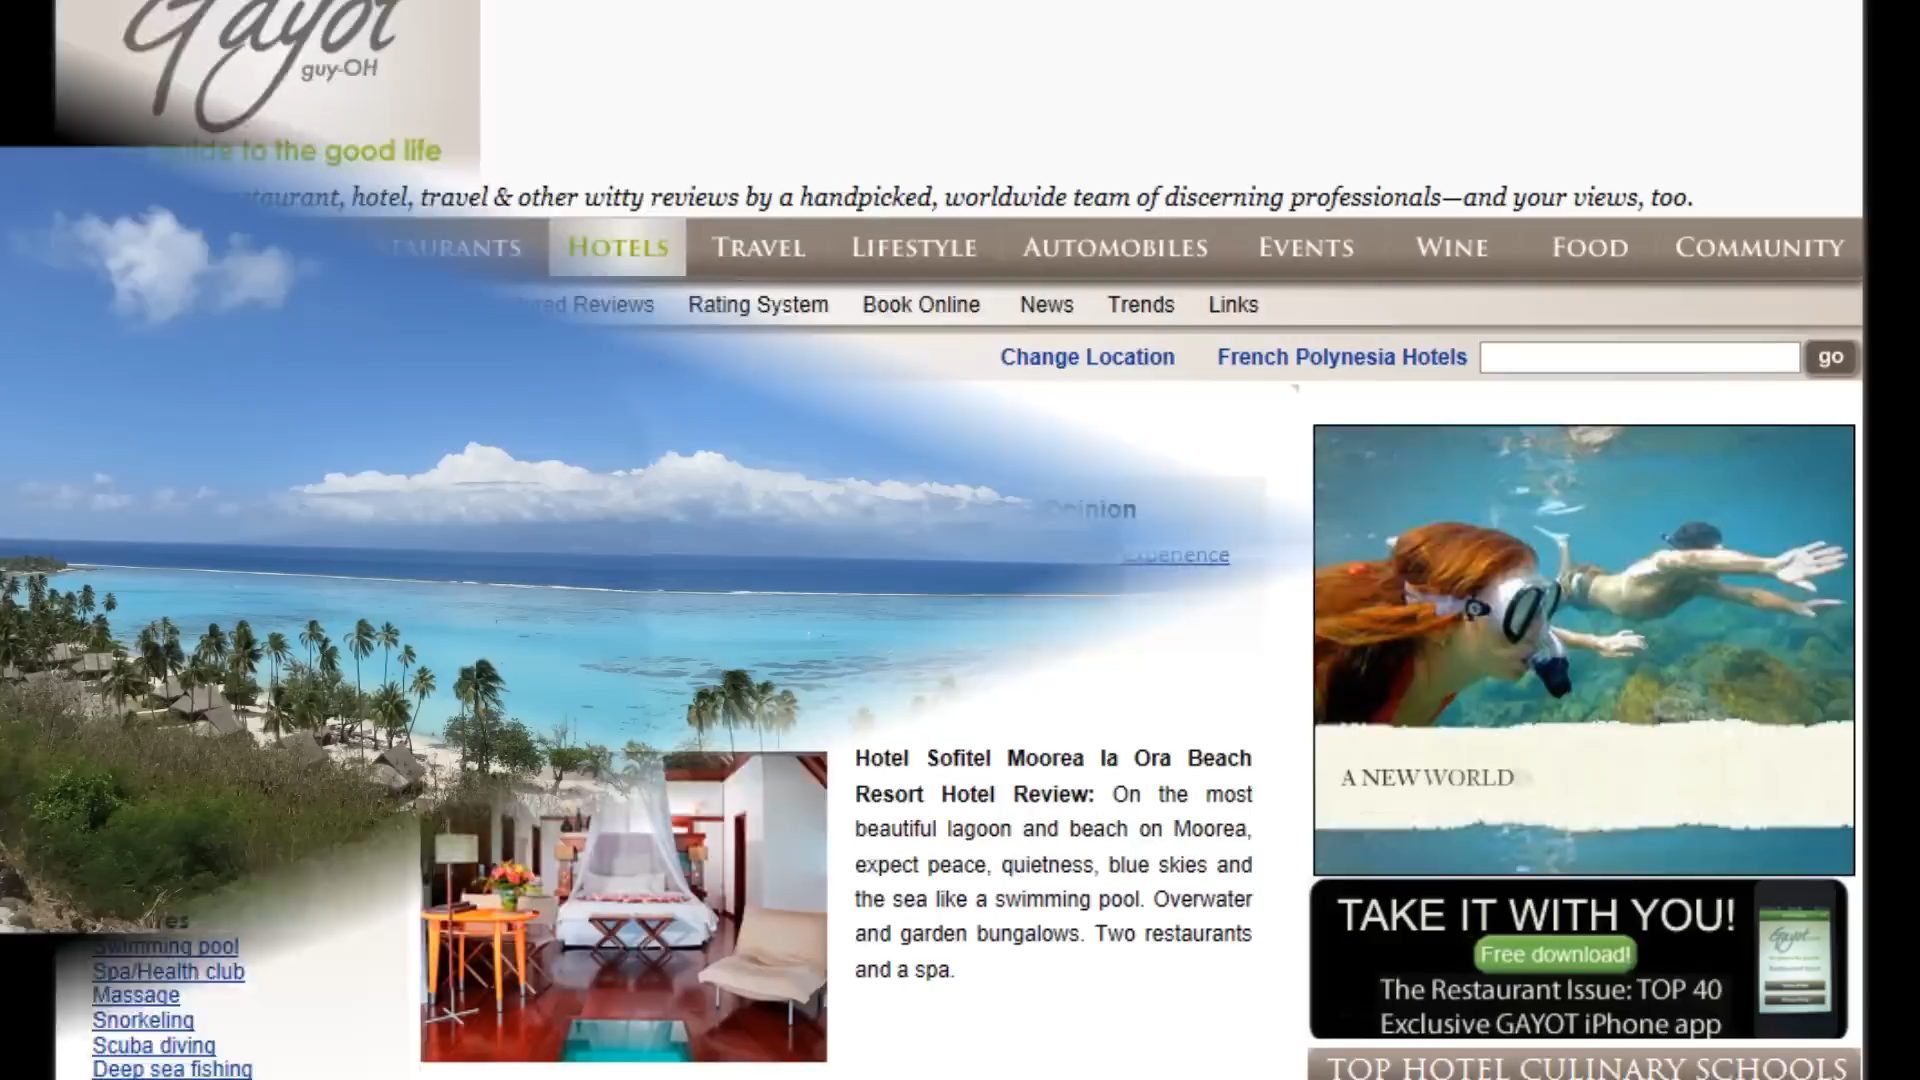 Gayot
guy-OH
to the good life
hotel, travel & other witty reviews by a handpicked, worldwide team of discerning professionals—and your views, too.
HOTELS TRAVEL LIFESTYLE AUTOMOBILES EVENTS WINE FOOD COMMUNITY
Reviews Rating System Book Online News Trends Links
Change Location French Polynesia Hotels go
Opinion
Experience
Hotel Sofitel Moorea la Ora Beach
Resort Hotel Review: On the most
beautiful lagoon and beach on Moorea,
expect peace, quietness, blue skies and
the sea like a swimming pool. Overwater
and garden bungalows. Two restaurants
and a spa.
Swimming pool
Spa/Health club
Massage
Snorkeling
Scuba diving
Deep sea fishing
A NEW WORLD
TAKE IT WITH YOU!
Free download!
The Restaurant Issue: TOP 40
Exclusive GAYOT iPhone app
TOP HOTEL CULINARY SCHOOLS